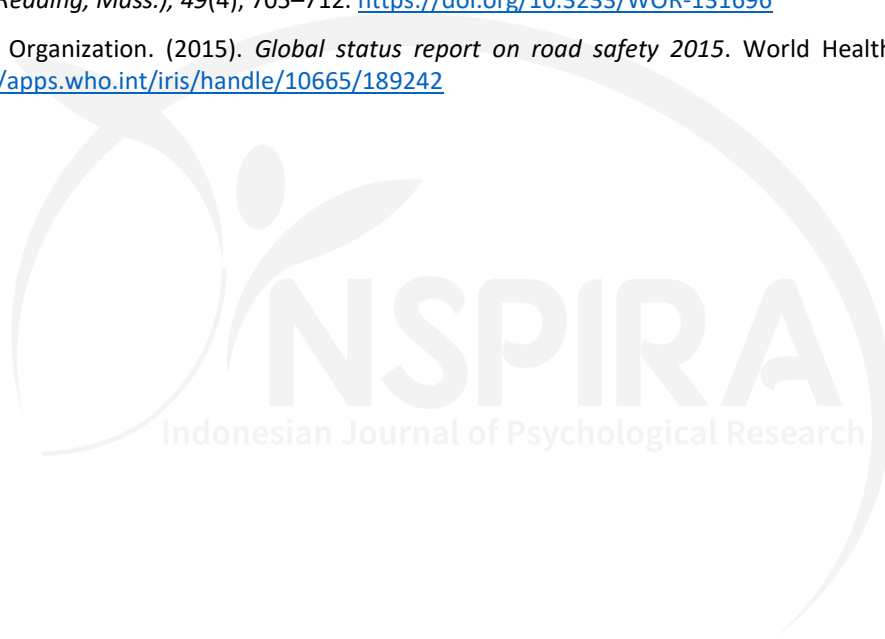 Reading, Mass.), 49(4), 705–712. https://doi.org/10.3233/WOR-131696
Organization. (2015). Global status report on road safety 2015. World Health
/apps.who.int/iris/handle/10665/189242
NSPIRA
Indonesian Journal of Psychological Research